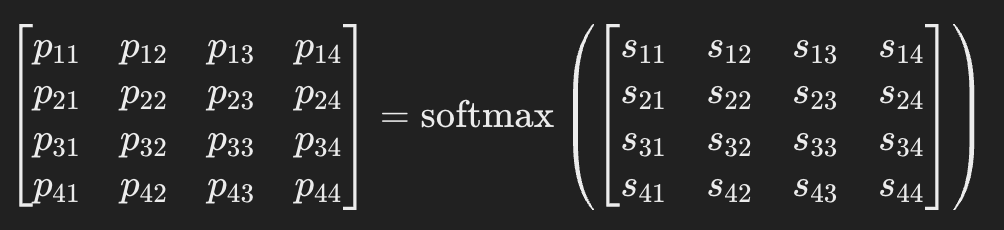 p₁₁ p₁₂ p₁₃ p₁₄ s₁₁ s₁₂ s₁₃ s₁₄
p₂₁ p₂₂ p₂₃ p₂₄ = softmax s₂₁ s₂₂ s₂₃ s₂₄
p₃₁ p₃₂ p₃₃ p₃₄ s₃₁ s₃₂ s₃₃ s₃₄
p₄₁ p₄₂ p₄₃ p₄₄ s₄₁ s₄₂ s₄₃ s₄₄